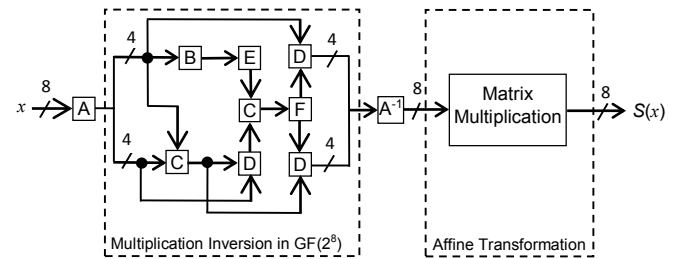 4
4
B
E
D
8
8
8
x
A
C
F
A⁻¹
Matrix
Multiplication
S(x)
4
4
C
D
D
Multiplication Inversion in GF(2⁸)
Affine Transformation